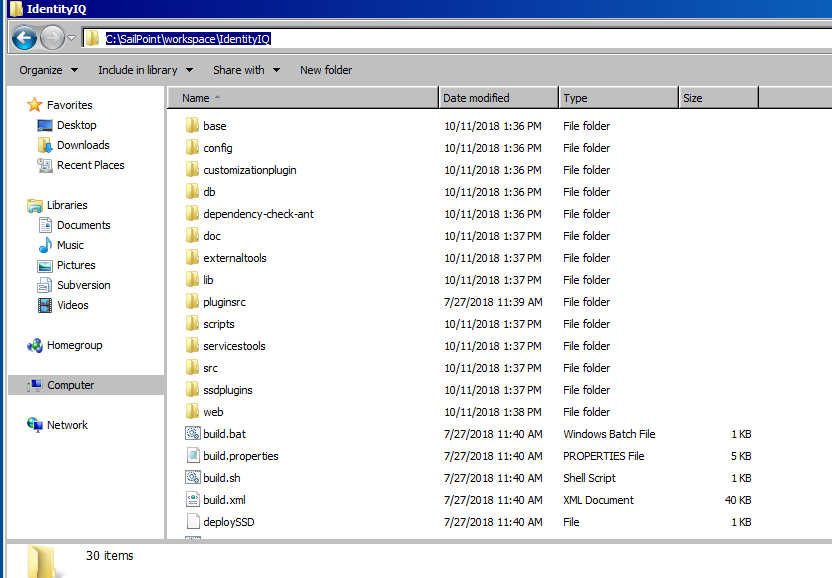 IdentityIQ
C:\SailPoint\workspace\IdentityIQ
Organize Include in library Share with New folder
Name Date modified Type Size
Favorites
Desktop
Downloads
Recent Places
Libraries
Documents
Music
Pictures
Subversion
Videos
Homegroup
Computer
Network
base 10/11/2018 1:36 PM File folder
config 10/11/2018 1:36 PM File folder
customizationplugin 10/11/2018 1:36 PM File folder
db 10/11/2018 1:36 PM File folder
dependency-check-ant 10/11/2018 1:36 PM File folder
doc 10/11/2018 1:37 PM File folder
externaltools 10/11/2018 1:37 PM File folder
lib 10/11/2018 1:37 PM File folder
pluginsrc 7/27/2018 11:39 AM File folder
scripts 10/11/2018 1:37 PM File folder
servicestools 10/11/2018 1:37 PM File folder
src 10/11/2018 1:37 PM File folder
ssdplugins 10/11/2018 1:37 PM File folder
web 10/11/2018 1:38 PM File folder
build.bat 7/27/2018 11:40 AM Windows Batch File 1 KB
build.properties 7/27/2018 11:40 AM PROPERTIES File 5 KB
build.sh 7/27/2018 11:40 AM Shell Script 1 KB
build.xml 7/27/2018 11:40 AM XML Document 40 KB
deploySSD 7/27/2018 11:40 AM File 1 KB
30 items